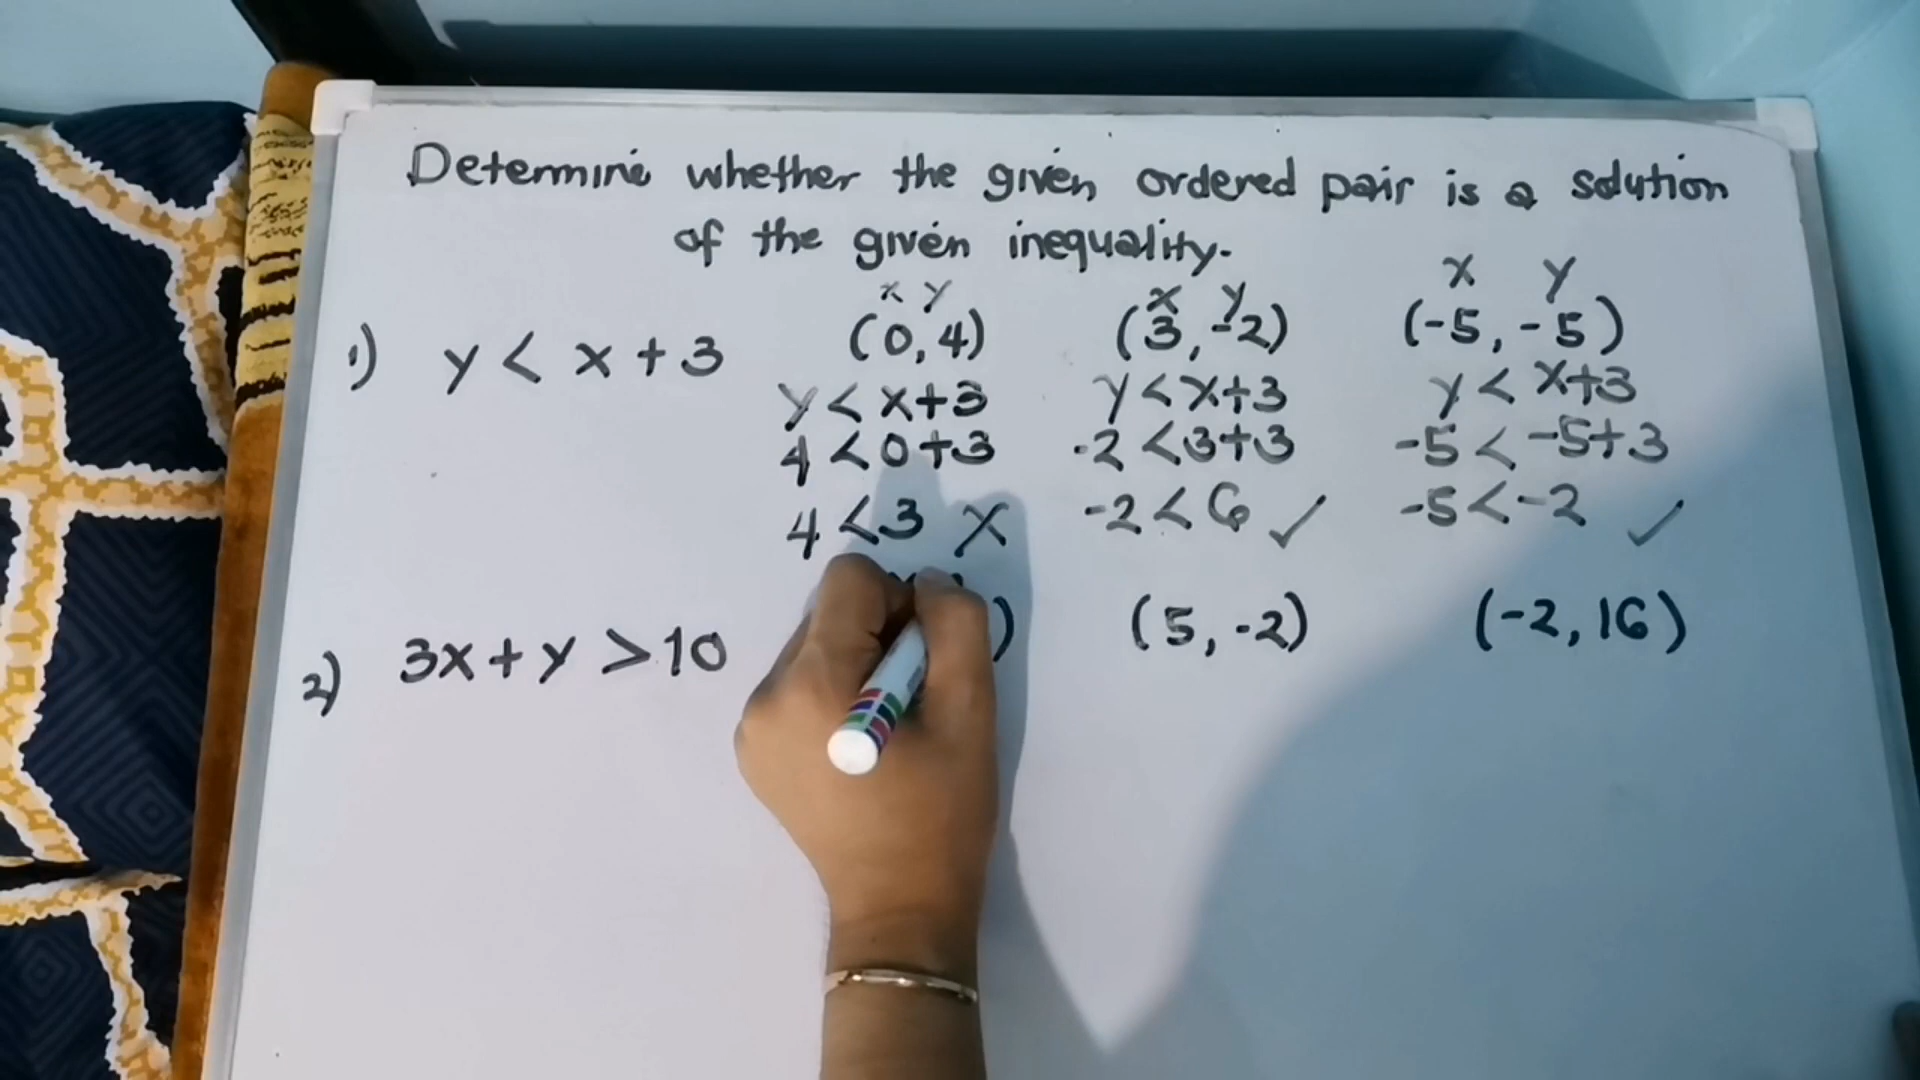 Determine whether the given ordered pair is a solution
of the given inequality.
x y x y x y
1) y < x + 3 (0, 4) (3, -2) (-5, -5)
y < x+3 y < x+3 y < x+3
4 < 0+3 -2 < 3+3 -5 < -5+3
4 < 3 X -2 < 6 ✓ -5 < -2 ✓
2) 3x + y > 10 ) (5, -2) (-2, 16)